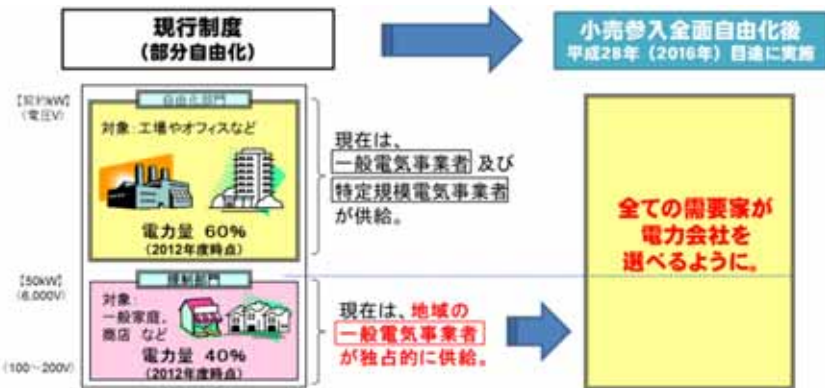 現行制度
(部分自由化)
小売参入全面自由化後
平成28年(2016年)目途に実施
【契約kW】
(電圧V)
自由化部門
対象:工場やオフィスなど
電力量 60%
(2012年度時点)
現在は、
一般電気事業者 及び
特定規模電気事業者
が供給。
【50kW】
(6,000V)
規制部門
対象:
一般家庭、
商店 など
電力量 40%
(2012年度時点)
(100~200V)
現在は、地域の
一般電気事業者
が独占的に供給。
全ての需要家が
電力会社を
選べるように。